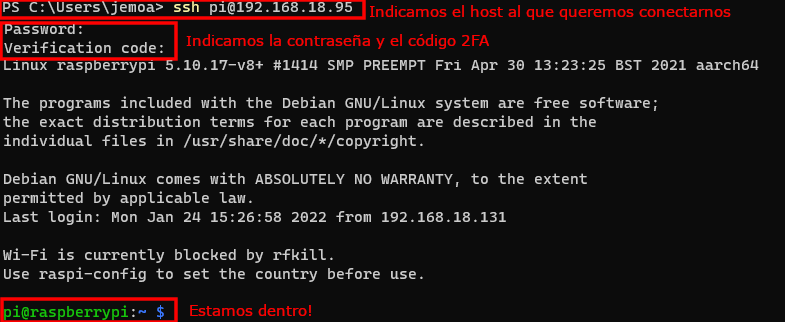 PS C:\Users\jemoa> ssh pi@192.168.18.95 Indicamos el host al que queremos conectarnos
Password:
Verification code: Indicamos la contraseña y el código 2FA
Linux raspberrypi 5.10.17-v8+ #1414 SMP PREEMPT Fri Apr 30 13:23:25 BST 2021 aarch64

The programs included with the Debian GNU/Linux system are free software;
the exact distribution terms for each program are described in the
individual files in /usr/share/doc/*/copyright.

Debian GNU/Linux comes with ABSOLUTELY NO WARRANTY, to the extent
permitted by applicable law.
Last login: Mon Jan 24 15:26:58 2022 from 192.168.18.131

Wi-Fi is currently blocked by rfkill.
Use raspi-config to set the country before use.

pi@raspberrypi:~ $ Estamos dentro!